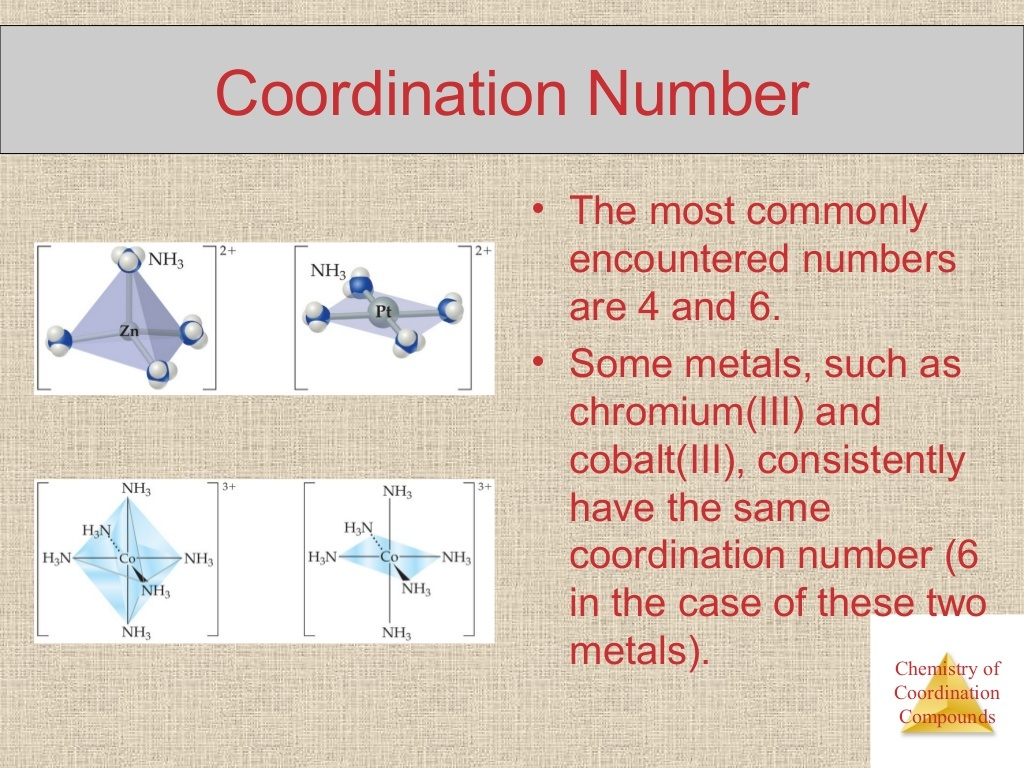 Coordination Number
NH₃
2+
Zn
NH₃
2+
Pt
NH₃
3+
H₃N
H₃N
Co
NH₃
NH₃
NH₃
NH₃
3+
H₃N
H₃N
Co
NH₃
NH₃
NH₃
• The most commonly
encountered numbers
are 4 and 6.
• Some metals, such as
chromium(III) and
cobalt(III), consistently
have the same
coordination number (6
in the case of these two
metals).
Chemistry of
Coordination
Compounds